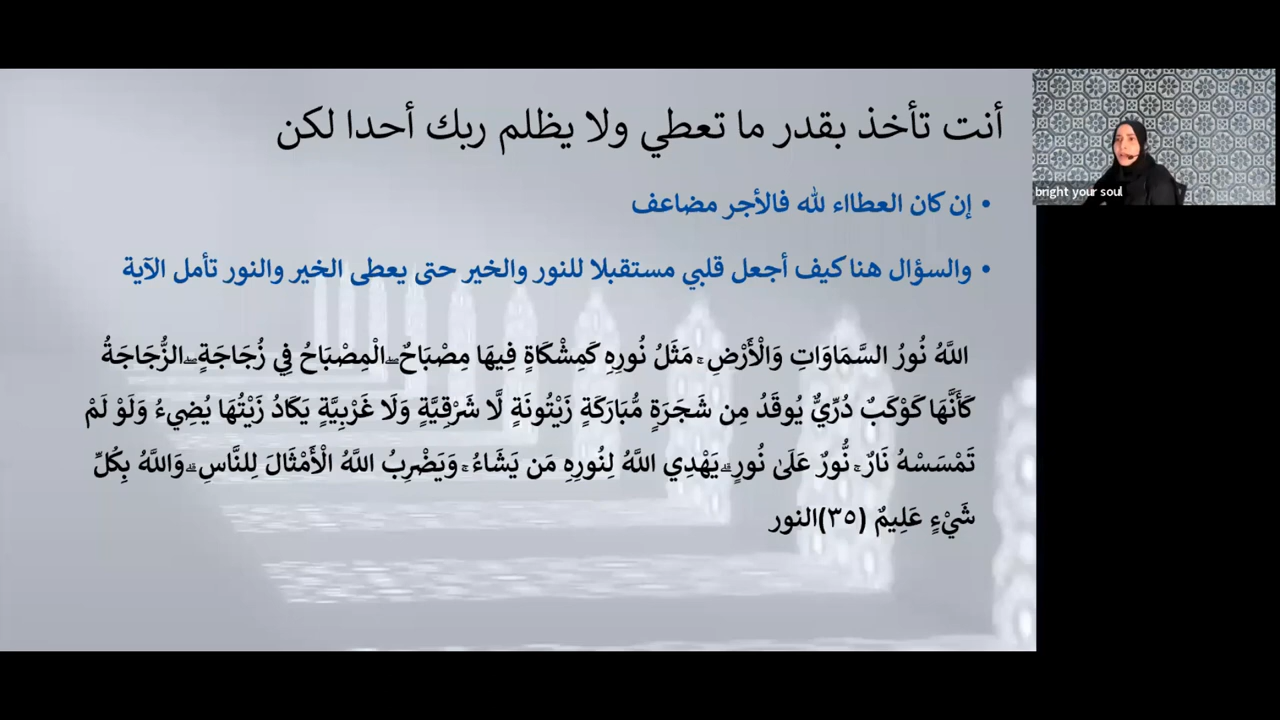 أنت تأخذ بقدر ما تعطي ولا يظلم ربك أحدا لكن
• إن كان العطااء لله فالأجر مضاعف
• والسؤال هنا كيف أجعل قلبي مستقبلا للنور والخير حتى يعطى الخير والنور تأمل الآية
اللَّهُ نُورُ السَّمَاوَاتِ وَالْأَرْضِ ۚ مَثَلُ نُورِهِ كَمِشْكَاةٍ فِيهَا مِصْبَاحٌ ۖ الْمِصْبَاحُ فِي زُجَاجَةٍ ۖ الزُّجَاجَةُ
كَأَنَّهَا كَوْكَبٌ دُرِّيٌّ يُوقَدُ مِن شَجَرَةٍ مُّبَارَكَةٍ زَيْتُونَةٍ لَّا شَرْقِيَّةٍ وَلَا غَرْبِيَّةٍ يَكَادُ زَيْتُهَا يُضِيءُ وَلَوْ لَمْ
تَمْسَسْهُ نَارٌ ۚ نُّورٌ عَلَىٰ نُورٍ ۗ يَهْدِي اللَّهُ لِنُورِهِ مَن يَشَاءُ ۚ وَيَضْرِبُ اللَّهُ الْأَمْثَالَ لِلنَّاسِ ۗ وَاللَّهُ بِكُلِّ
شَيْءٍ عَلِيمٌ (٣٥)النور
bright your soul